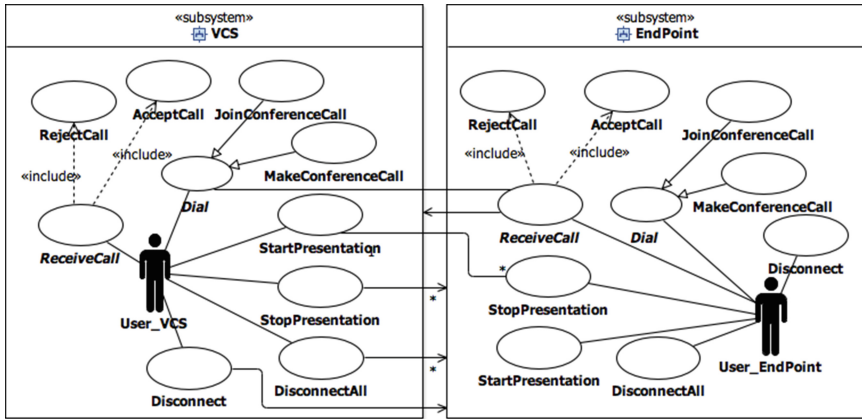 «subsystem»
VCS
RejectCall
AcceptCall
JoinConferenceCall
«include»
«include»
MakeConferenceCall
Dial
ReceiveCall
StartPresentation
User_VCS
StopPresentation
*
Disconnect
DisconnectAll
*
«subsystem»
EndPoint
RejectCall
AcceptCall
JoinConferenceCall
«include»
«include»
MakeConferenceCall
ReceiveCall
Dial
Disconnect
*
StopPresentation
StartPresentation
DisconnectAll
User_EndPoint